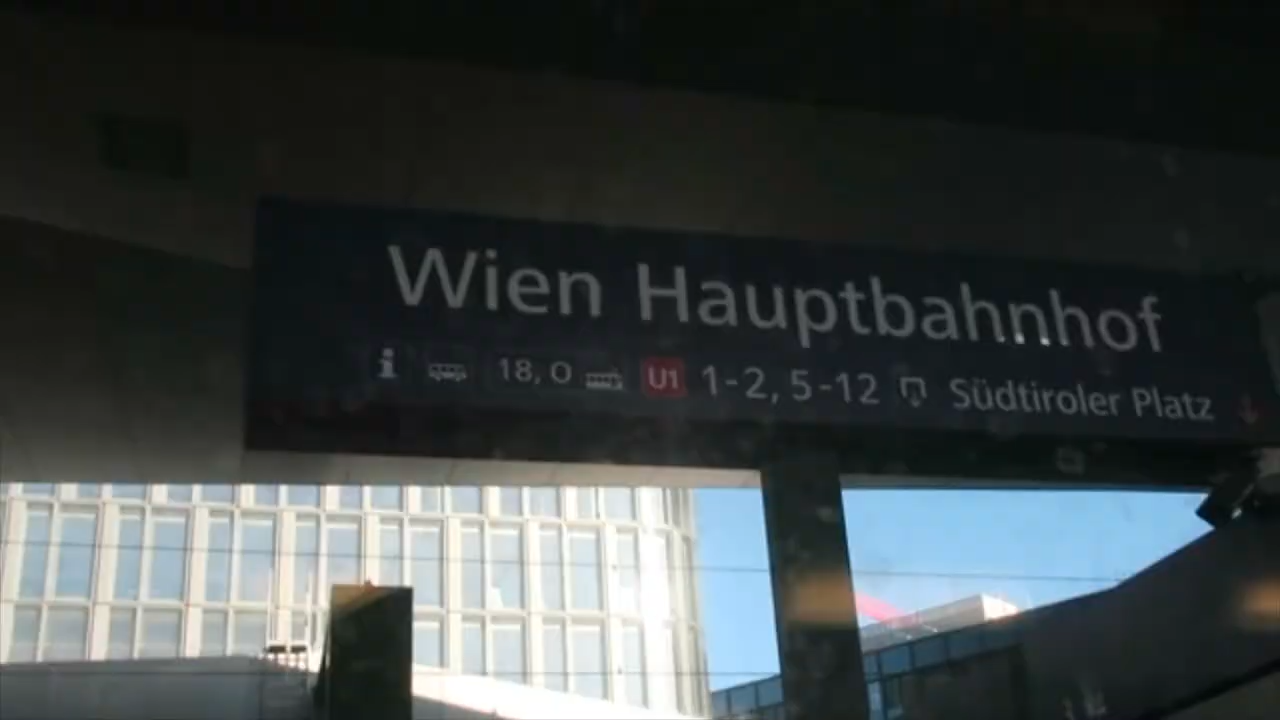 Wien Hauptbahnhof
i 18, O U1 1-2, 5-12 Südtiroler Platz